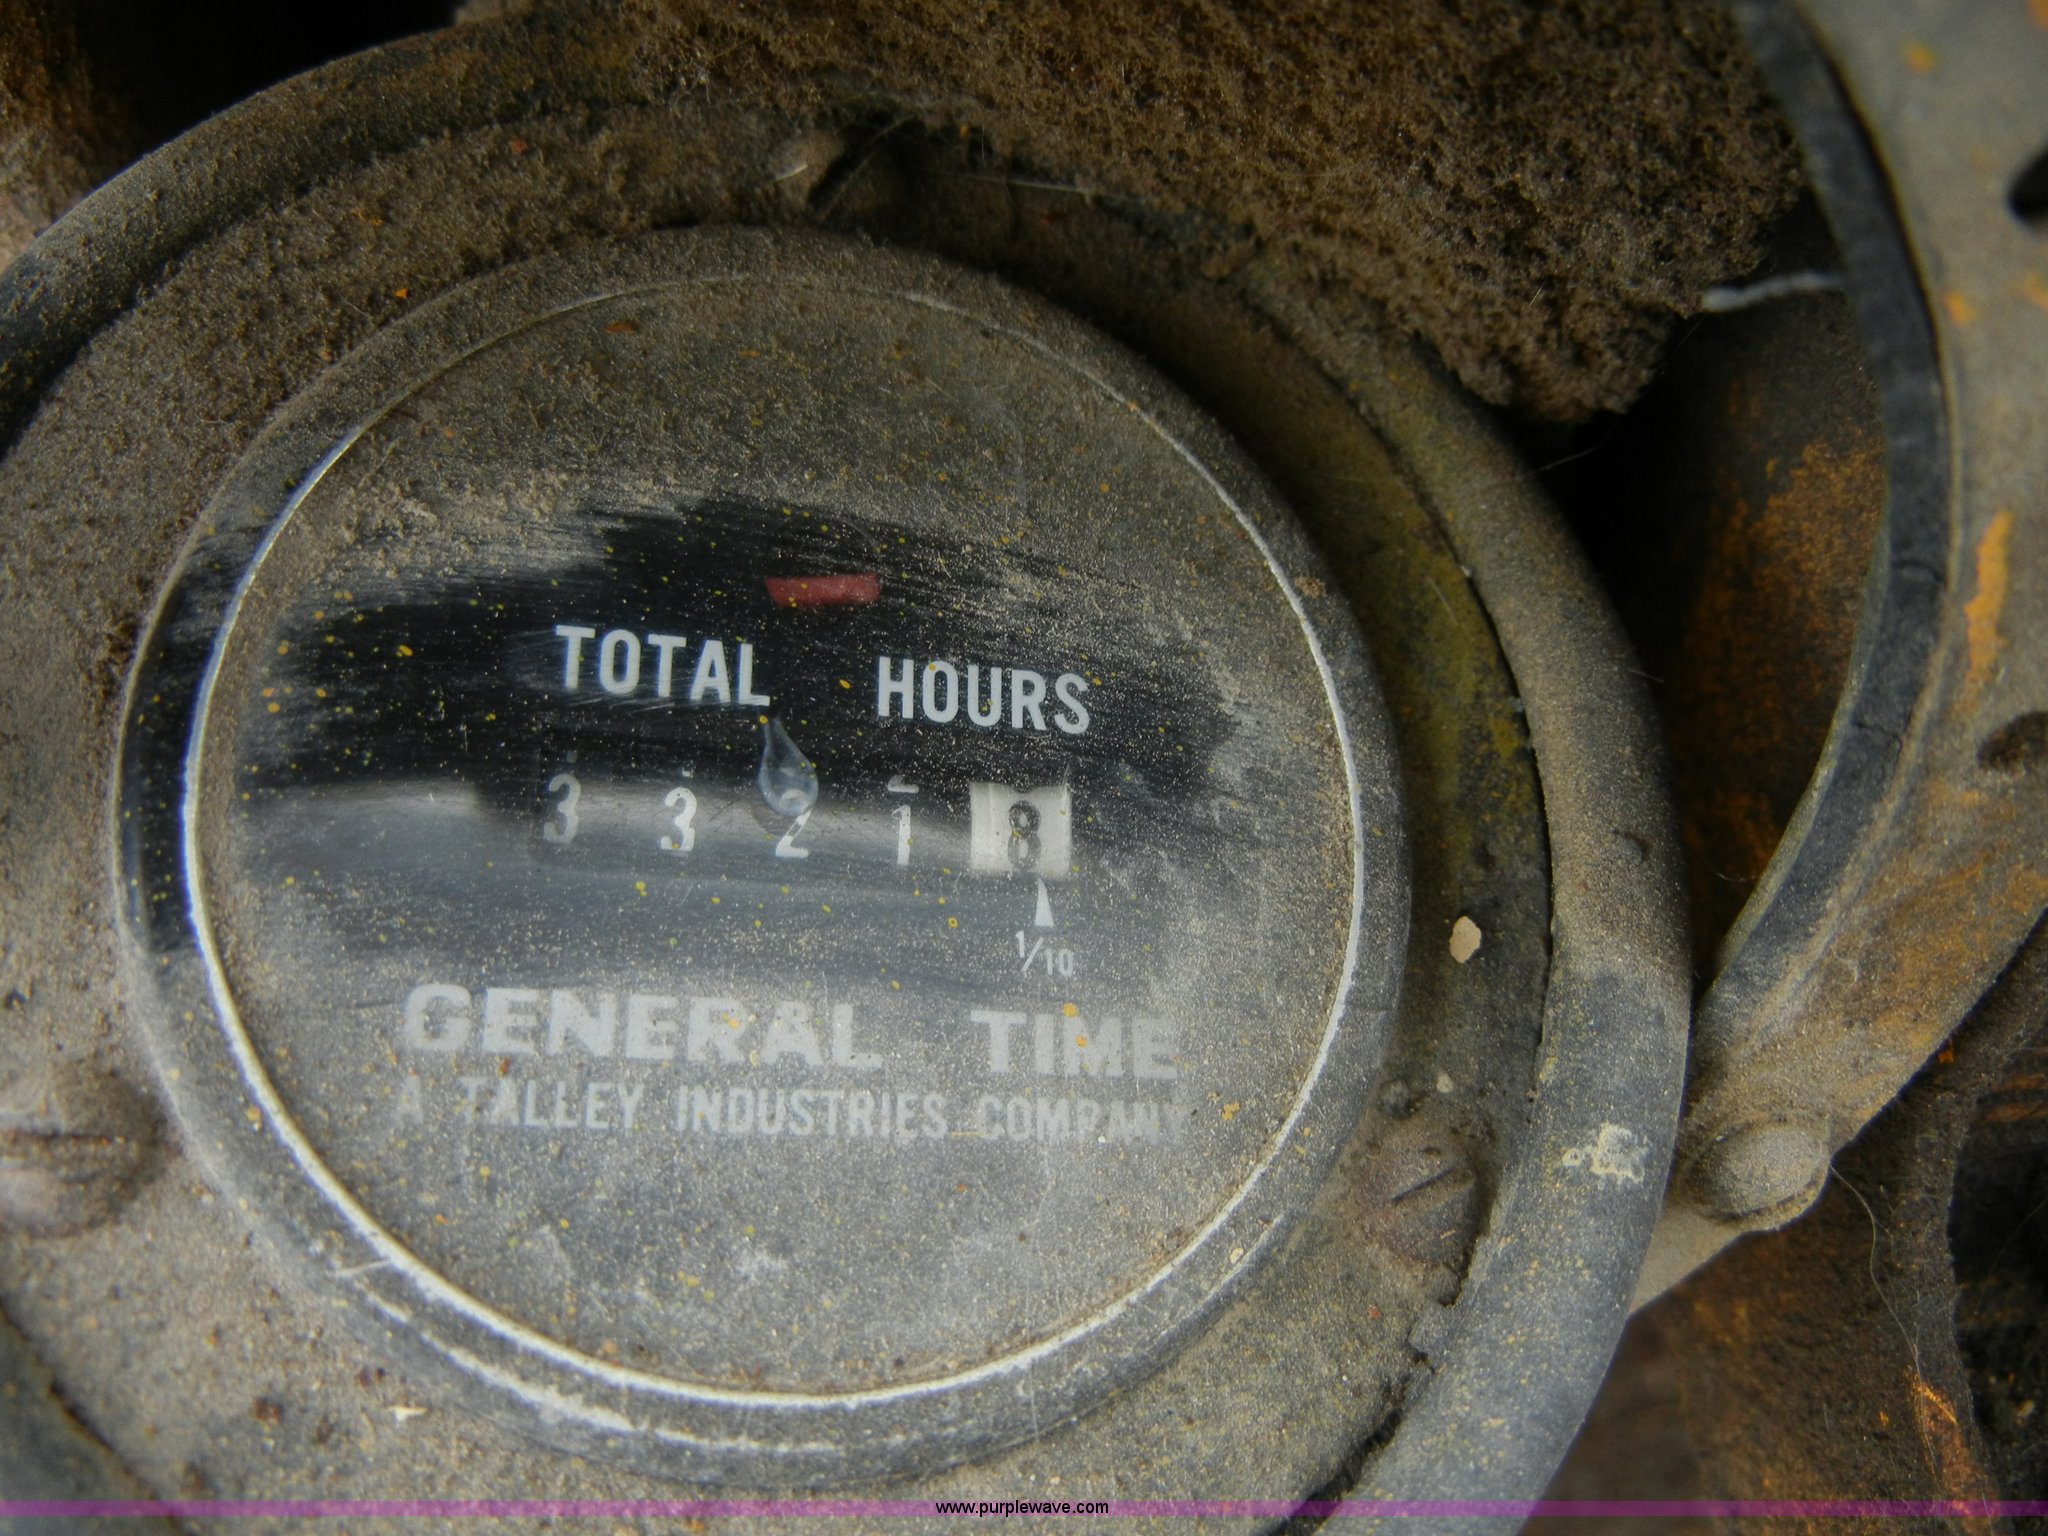 TOTAL HOURS
3 3 2 1 8
1/10
GENERAL TIME
A TALLEY INDUSTRIES COMPANY
www.purplewave.com